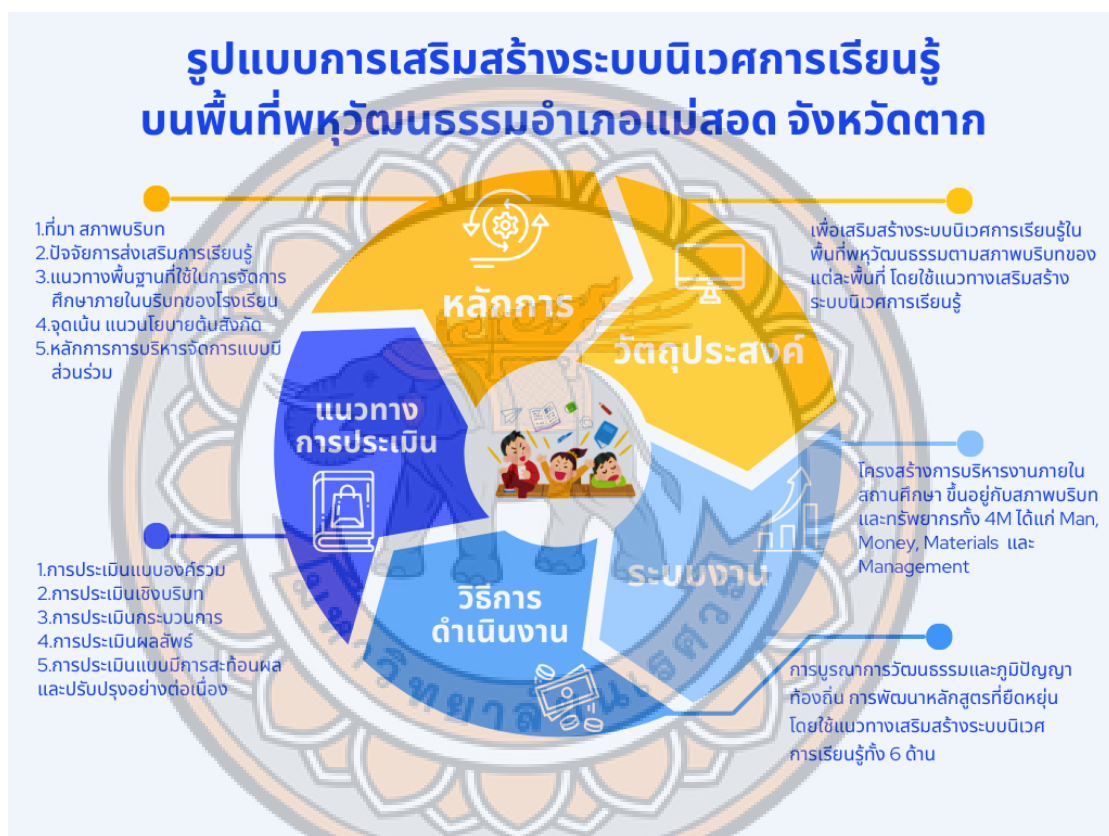 รูปแบบการเสริมสร้างระบบนิเวศการเรียนรู้
บนพื้นที่พหุวัฒนธรรมอำเภอแม่สอด จังหวัดตาก
1.ที่มา สภาพบริบท
2.ปัจจัยการส่งเสริมการเรียนรู้
3.แนวทางพื้นฐานที่ใช้ในการจัดการ
ศึกษาภายในบริบทของโรงเรียน
4.จุดเน้น แนวนโยบายต้นสังกัด
5.หลักการการบริหารจัดการแบบมี
ส่วนร่วม
หลักการ
วัตถุประสงค์
เพื่อเสริมสร้างระบบนิเวศการเรียนรู้ใน
พื้นที่พหุวัฒนธรรมตามสภาพบริบทของ
แต่ละพื้นที่ โดยใช้แนวทางเสริมสร้าง
ระบบนิเวศการเรียนรู้
แนวทาง
การประเมิน
โครงสร้างการบริหารงานภายใน
สถานศึกษา ขึ้นอยู่กับสภาพบริบท
และทรัพยากรทั้ง 4M ได้แก่ Man,
Money, Materials และ
Management
ระบบงาน
วิธีการ
ดำเนินงาน
1.การประเมินแบบองค์รวม
2.การประเมินเชิงบริบท
3.การประเมินกระบวนการ
4.การประเมินผลลัพธ์
5.การประเมินแบบมีการสะท้อนผล
และปรับปรุงอย่างต่อเนื่อง
การบูรณาการวัฒนธรรมและภูมิปัญญา
ท้องถิ่น การพัฒนาหลักสูตรที่ยืดหยุ่น
โดยใช้แนวทางเสริมสร้างระบบนิเวศ
การเรียนรู้ทั้ง 6 ด้าน
มหาวิทยาลัยนเรศวร